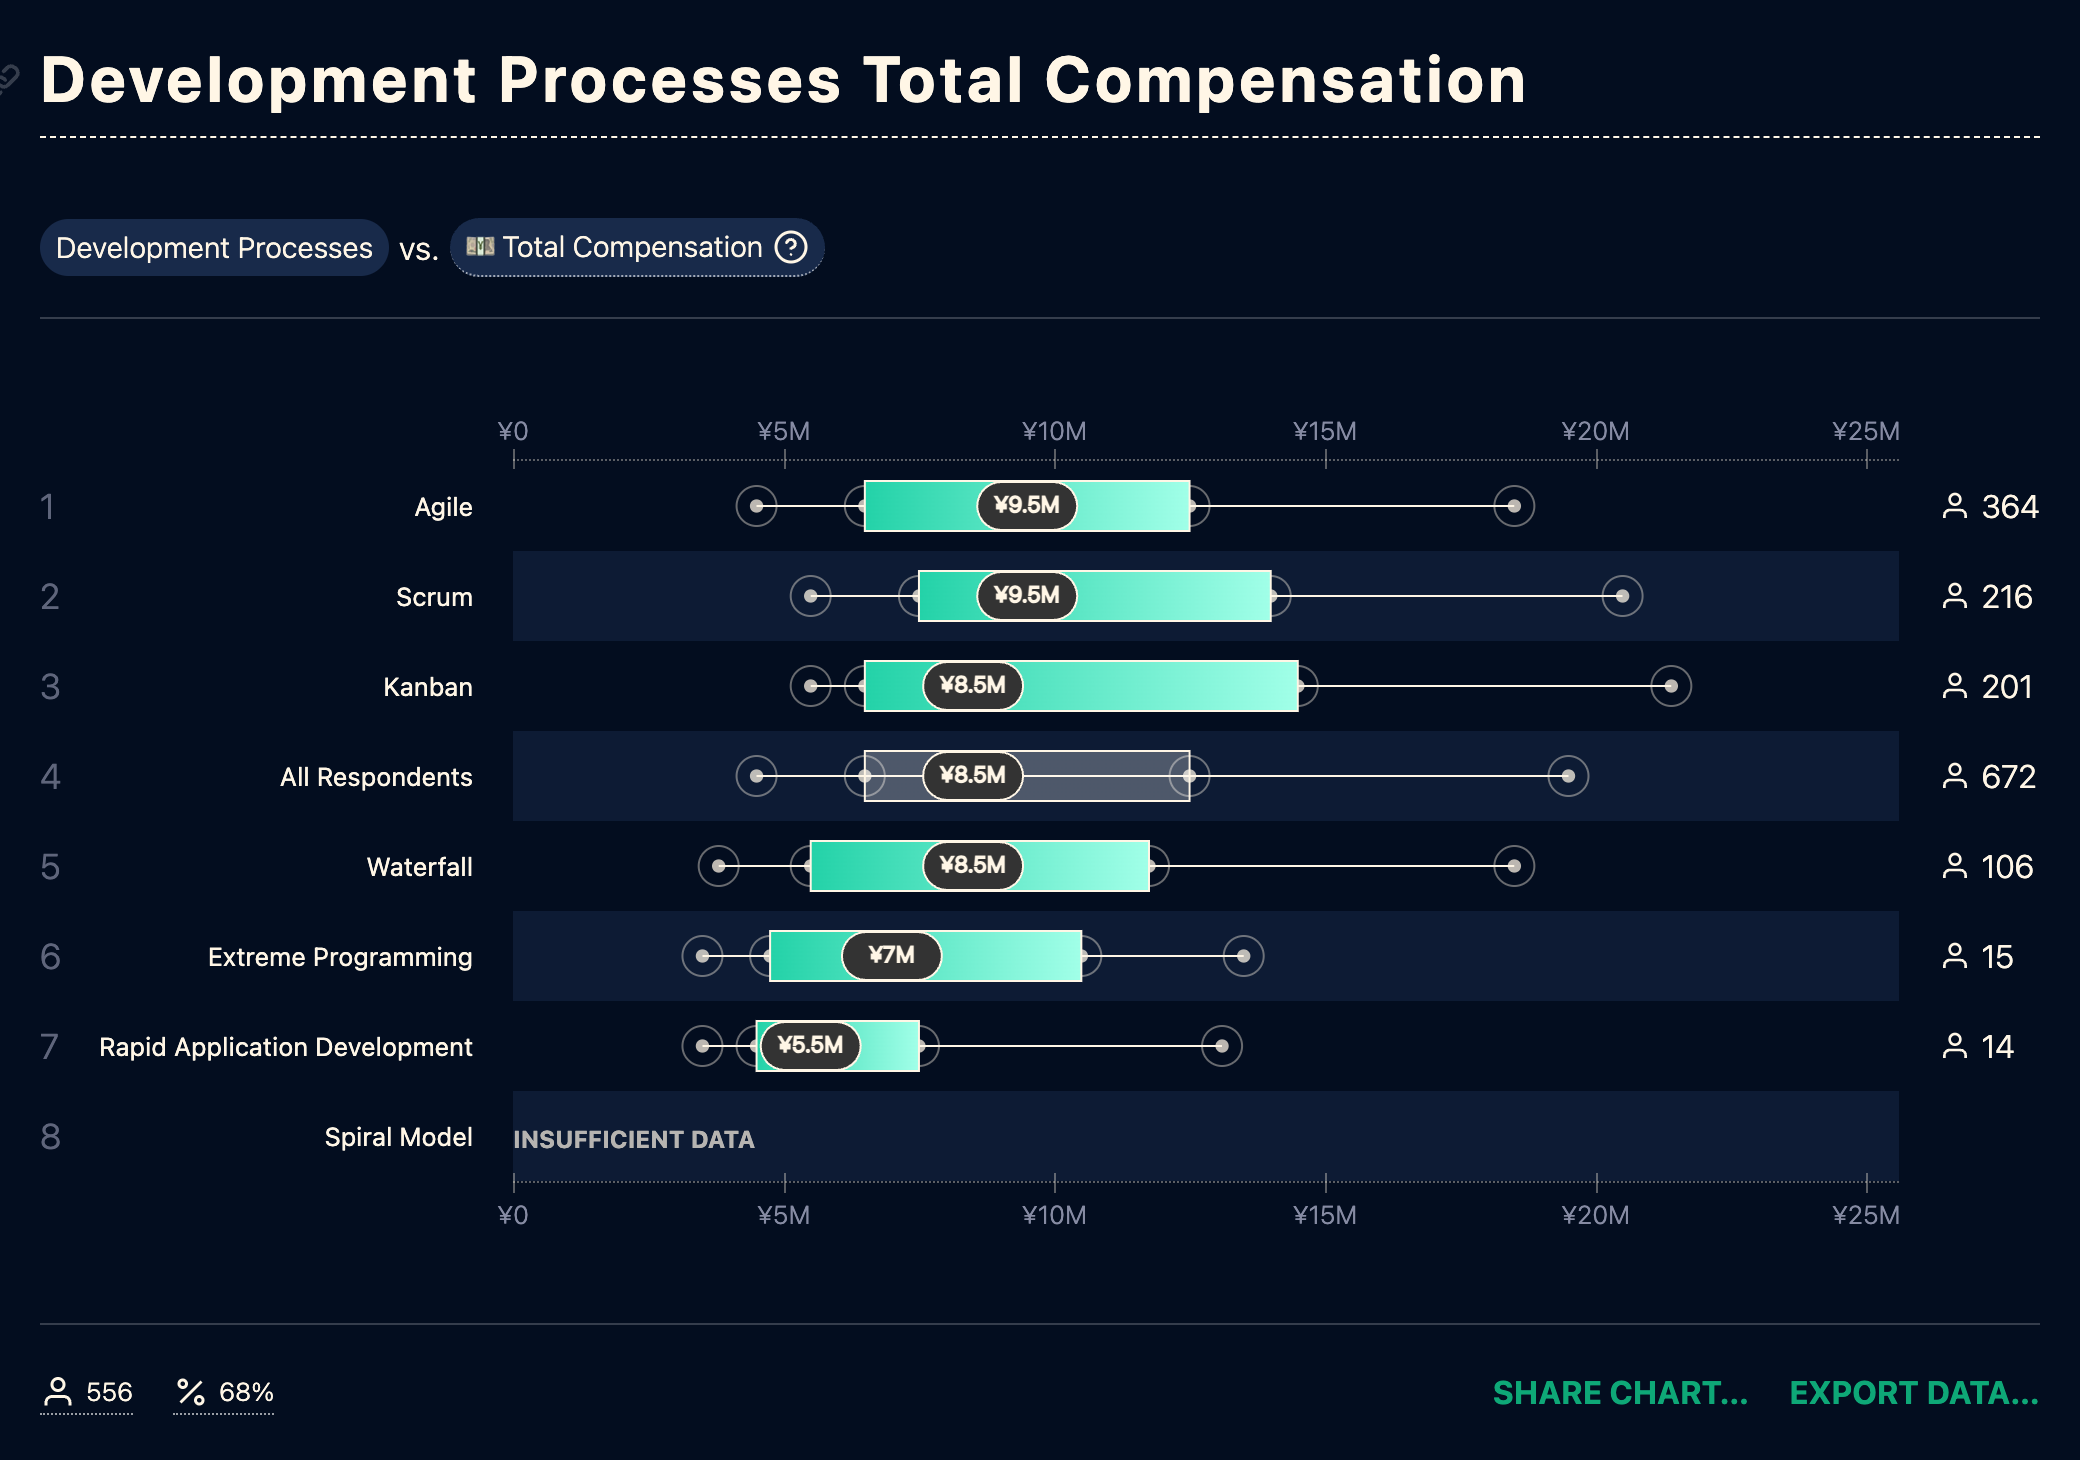 Development Processes Total Compensation
Development Processes vs. Total Compensation ?
¥0 ¥5M ¥10M ¥15M ¥20M ¥25M
1 Agile ¥9.5M 364
2 Scrum ¥9.5M 216
3 Kanban ¥8.5M 201
4 All Respondents ¥8.5M 672
5 Waterfall ¥8.5M 106
6 Extreme Programming ¥7M 15
7 Rapid Application Development ¥5.5M 14
8 Spiral Model INSUFFICIENT DATA
¥0 ¥5M ¥10M ¥15M ¥20M ¥25M
556 % 68% SHARE CHART... EXPORT DATA...